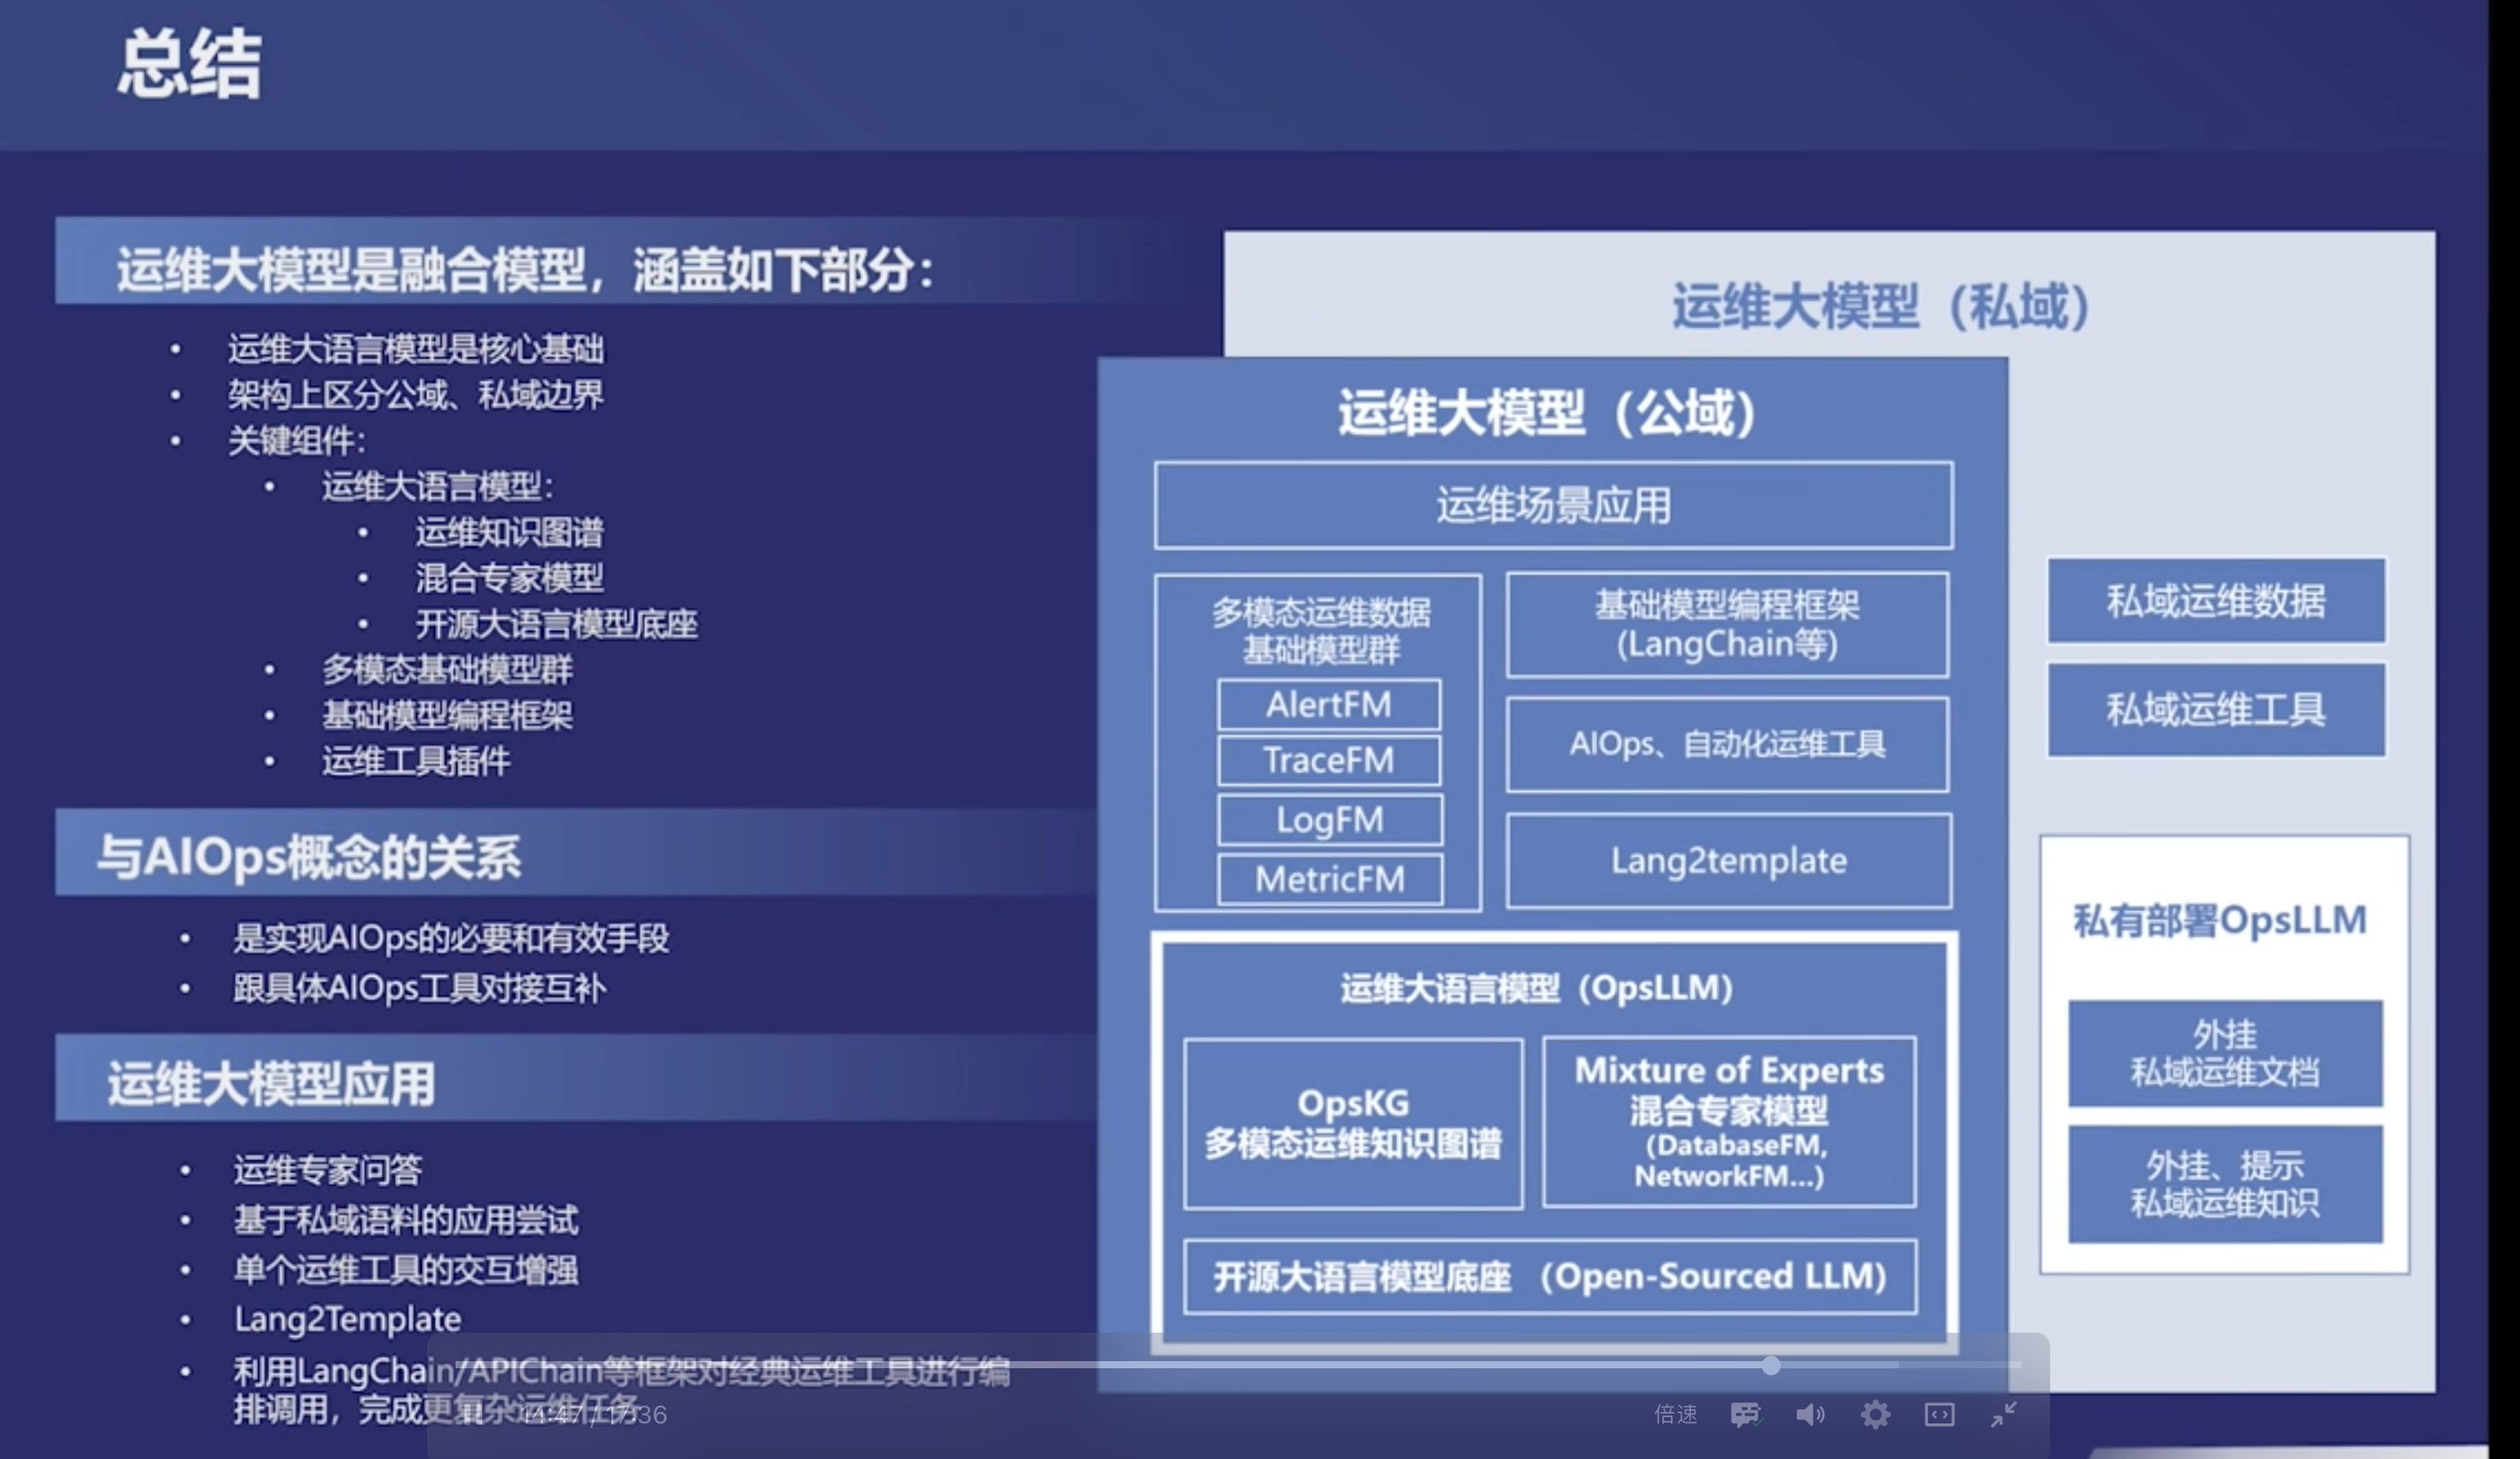 总结
运维大模型是融合模型，涵盖如下部分：
• 运维大语言模型是核心基础
• 架构上区分公域、私域边界
• 关键组件：
• 运维大语言模型：
• 运维知识图谱
• 混合专家模型
• 开源大语言模型底座
• 多模态基础模型群
• 基础模型编程框架
• 运维工具插件
与AIOps概念的关系
• 是实现AIOps的必要和有效手段
• 跟具体AIOps工具对接互补
运维大模型应用
• 运维专家问答
• 基于私域语料的应用尝试
• 单个运维工具的交互增强
• Lang2Template
• 利用LangChain/APIChain等框架对经典运维工具进行编
排调用，完成更复杂运维任务
运维大模型（私域）
运维大模型（公域）
运维场景应用
多模态运维数据
基础模型群
AlertFM
TraceFM
LogFM
MetricFM
基础模型编程框架
(LangChain等)
AIOps、自动化运维工具
Lang2template
运维大语言模型（OpsLLM）
OpsKG
多模态运维知识图谱
Mixture of Experts
混合专家模型
(DatabaseFM,
NetworkFM...)
开源大语言模型底座 （Open-Sourced LLM)
私域运维数据
私域运维工具
私有部署OpsLLM
外挂
私域运维文档
外挂、提示
私域运维知识
14:47 / 17:36
倍速